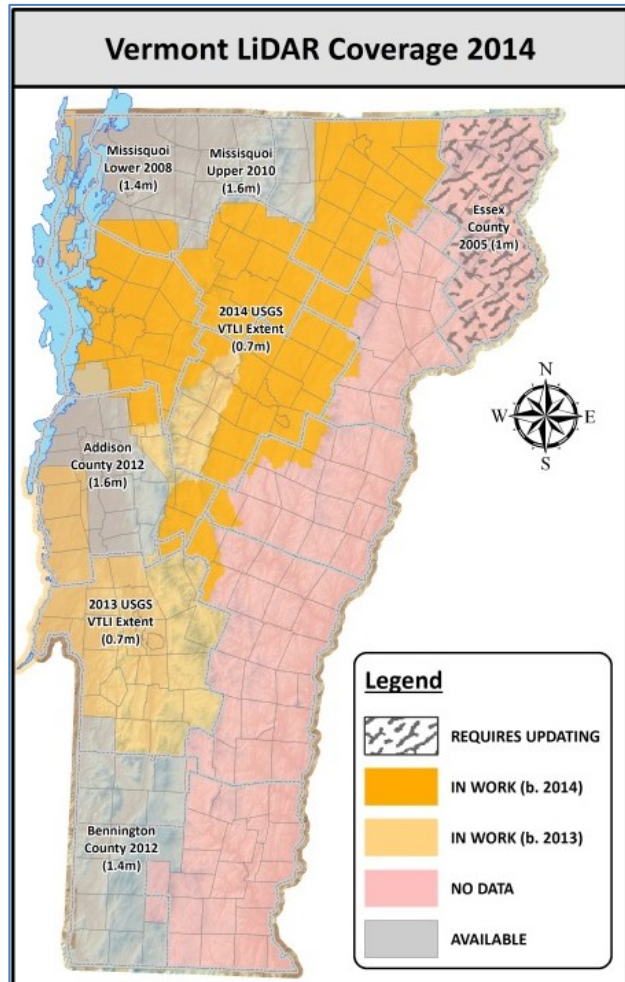 Vermont LiDAR Coverage 2014
Missisquoi
Lower 2008
(1.4m)
Missisquoi
Upper 2010
(1.6m)
Essex
County
2005 (1m)
2014 USGS
VTLI Extent
(0.7m)
N
W
E
S
Addison
County 2012
(1.6m)
2013 USGS
VTLI Extent
(0.7m)
Bennington
County 2012
(1.4m)
Legend
REQUIRES UPDATING
IN WORK (b. 2014)
IN WORK (b. 2013)
NO DATA
AVAILABLE